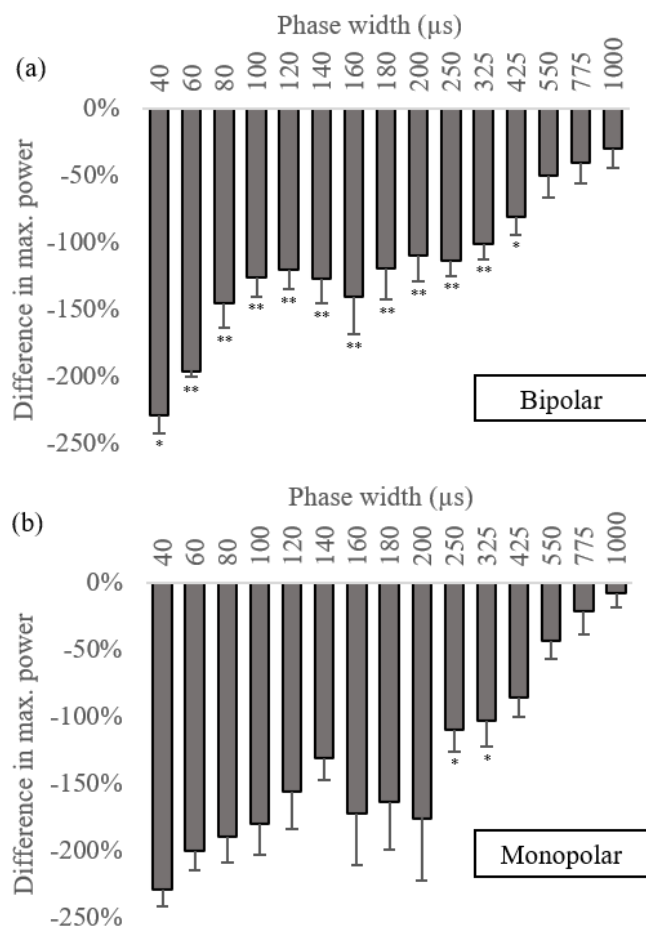 Phase width (µs)
(a)
40 60 80 100 120 140 160 180 200 250 325 425 550 775 1000
0%
-50%
-100%
-150%
-200%
-250%
Difference in max. power
* ** ** ** ** ** ** ** ** ** ** *
Bipolar
Phase width (µs)
(b)
40 60 80 100 120 140 160 180 200 250 325 425 550 775 1000
0%
-50%
-100%
-150%
-200%
-250%
Difference in max. power
* *
Monopolar